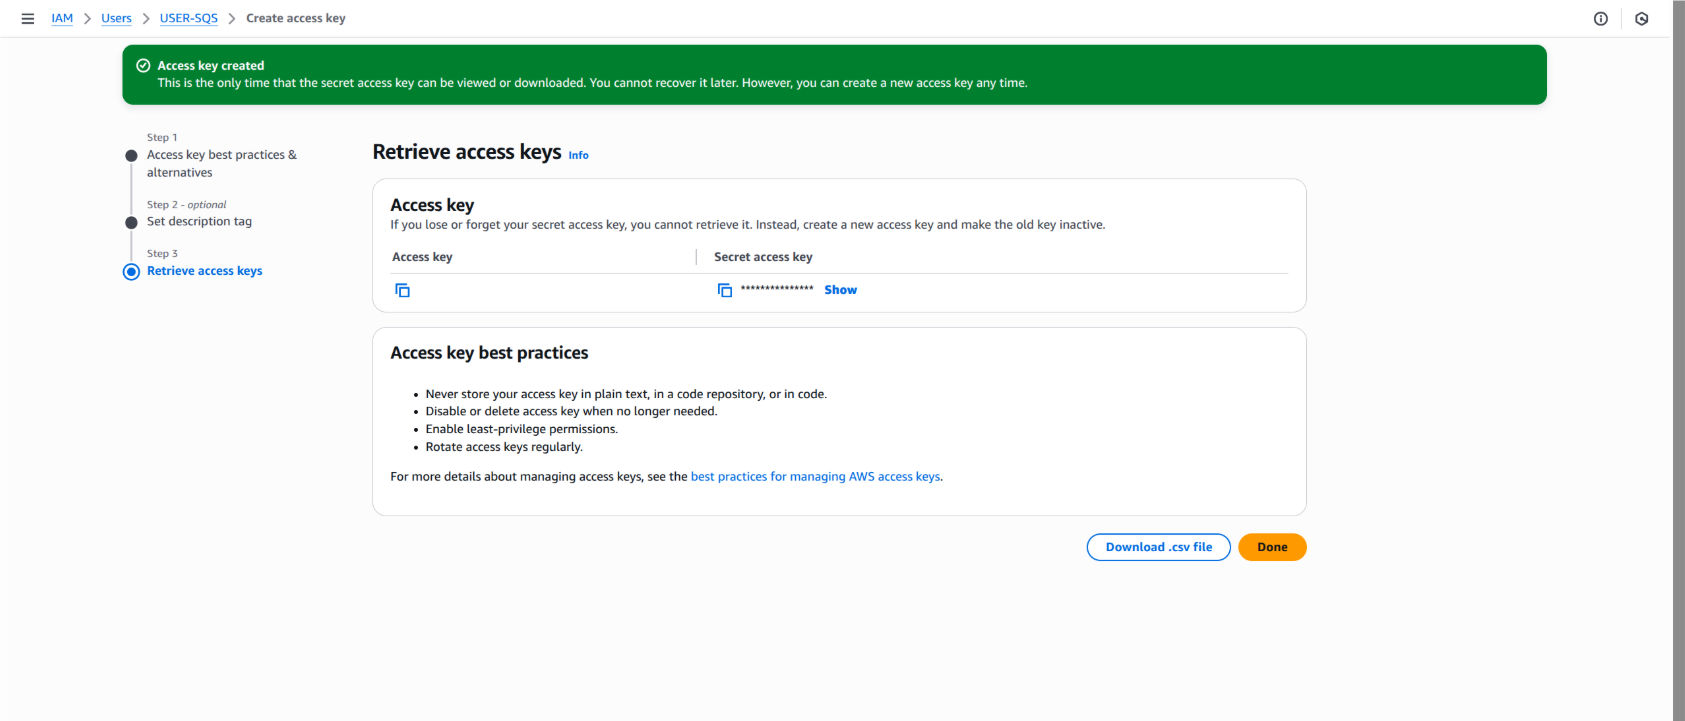 IAM > Users > USER-SQS > Create access key
Access key created
This is the only time that the secret access key can be viewed or downloaded. You cannot recover it later. However, you can create a new access key any time.
Step 1
Access key best practices &
alternatives
Step 2 - optional
Set description tag
Step 3
Retrieve access keys
Retrieve access keys Info
Access key
If you lose or forget your secret access key, you cannot retrieve it. Instead, create a new access key and make the old key inactive.
Access key
Secret access key
*************** Show
Access key best practices
• Never store your access key in plain text, in a code repository, or in code.
• Disable or delete access key when no longer needed.
• Enable least-privilege permissions.
• Rotate access keys regularly.
For more details about managing access keys, see the best practices for managing AWS access keys.
Download .csv file
Done